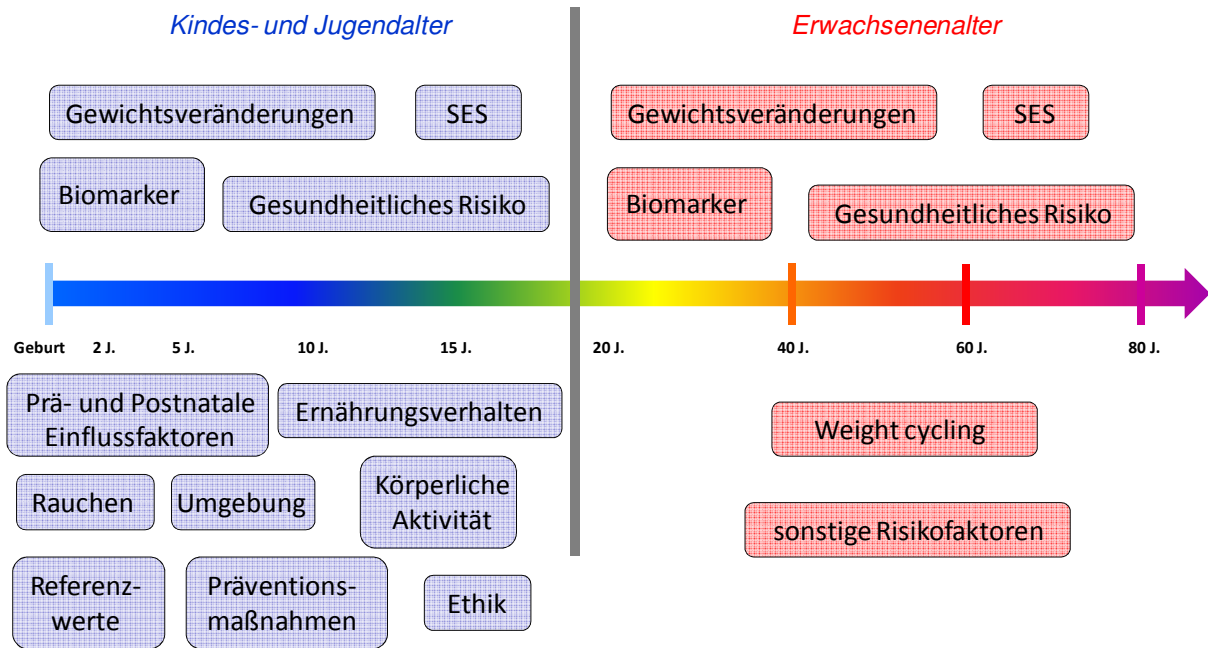 Kindes- und Jugendalter
Erwachsenenalter
Gewichtsveränderungen
SES
Gewichtsveränderungen
SES
Biomarker
Gesundheitliches Risiko
Biomarker
Gesundheitliches Risiko
Geburt 2 J. 5 J. 10 J. 15 J. 20 J. 40 J. 60 J. 80 J.
Prä- und Postnatale
Einflussfaktoren
Ernährungsverhalten
Weight cycling
Rauchen
Umgebung
Körperliche
Aktivität
sonstige Risikofaktoren
Referenz-
werte
Präventions-
maßnahmen
Ethik